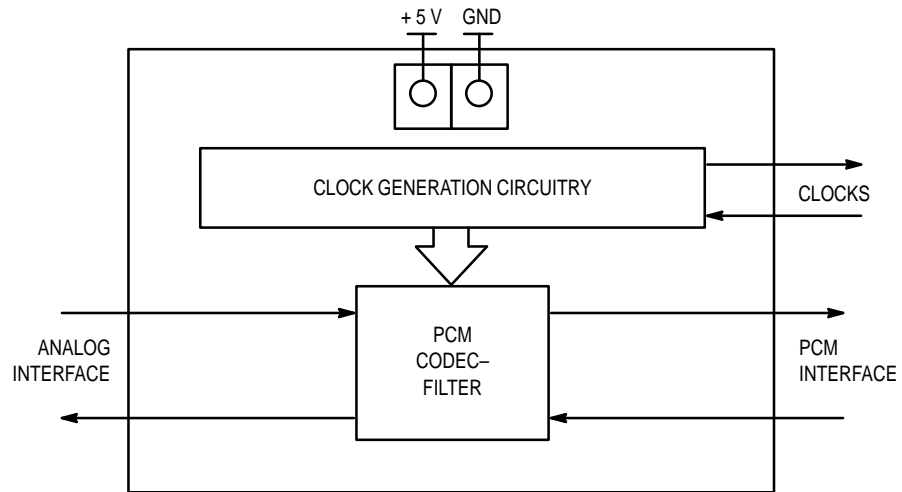 + 5 V GND
CLOCK GENERATION CIRCUITRY
CLOCKS
ANALOG
INTERFACE
PCM
CODEC–
FILTER
PCM
INTERFACE